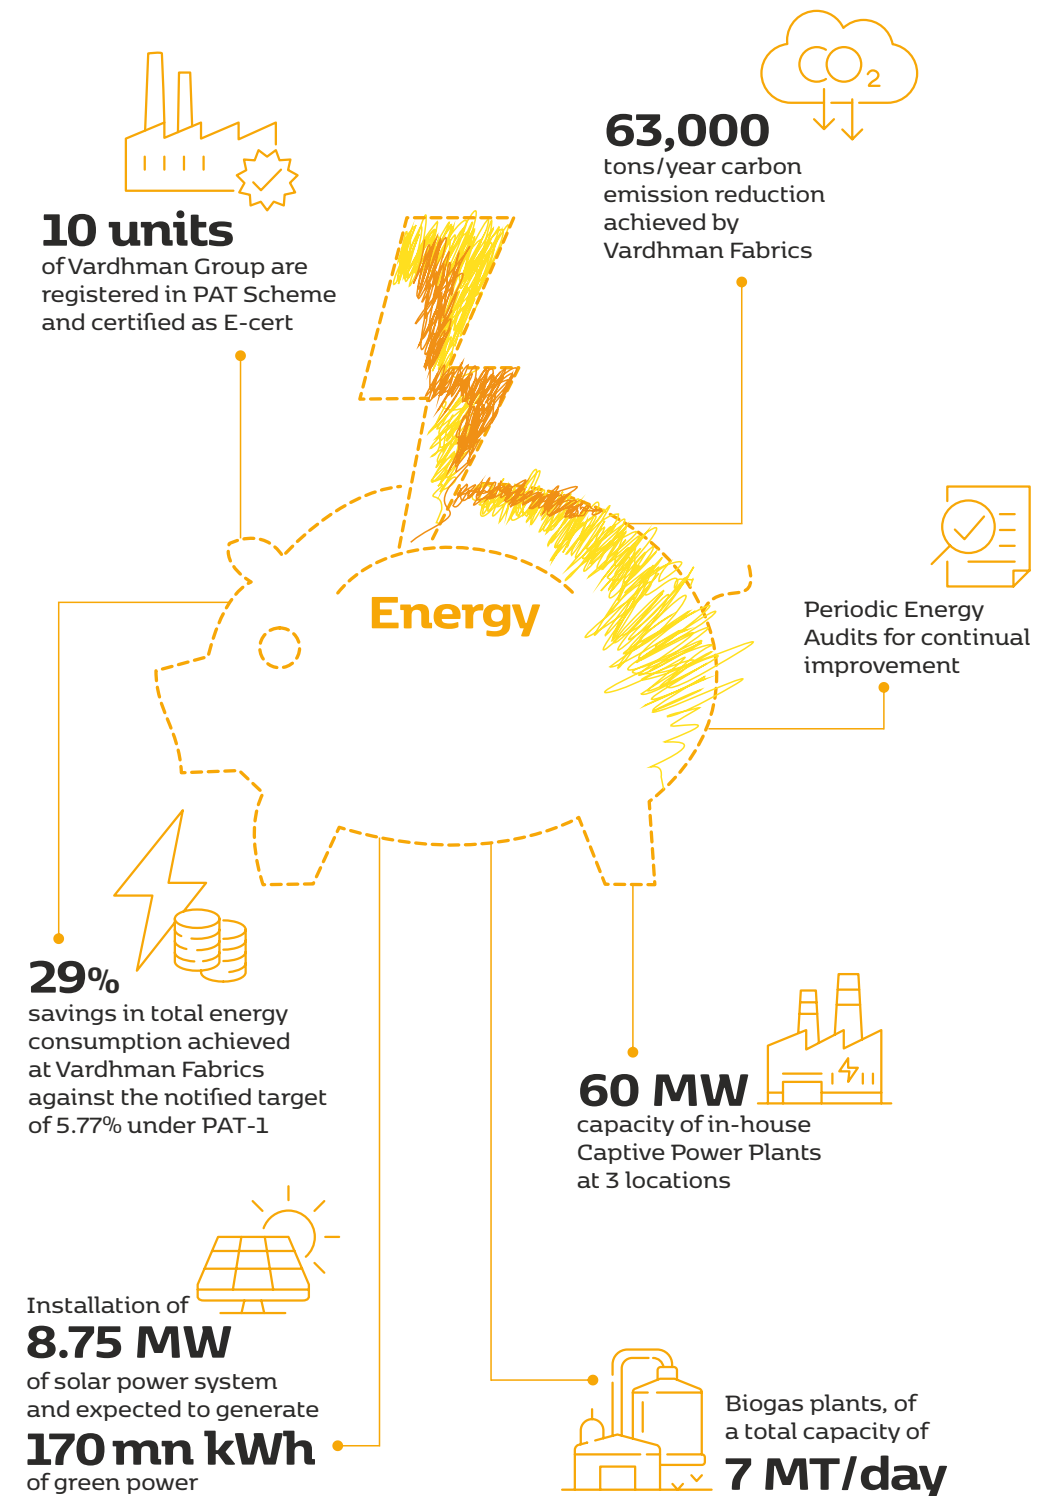 CO2
63,000
tons/year carbon
emission reduction
achieved by
Vardhman Fabrics
10 units
of Vardhman Group are
registered in PAT Scheme
and certified as E-cert
Energy
Periodic Energy
Audits for continual
improvement
29%
savings in total energy
consumption achieved
at Vardhman Fabrics
against the notified target
of 5.77% under PAT-1
60 MW
capacity of in-house
Captive Power Plants
at 3 locations
Installation of
8.75 MW
of solar power system
and expected to generate
170 mn kWh
of green power
Biogas plants, of
a total capacity of
7 MT/day